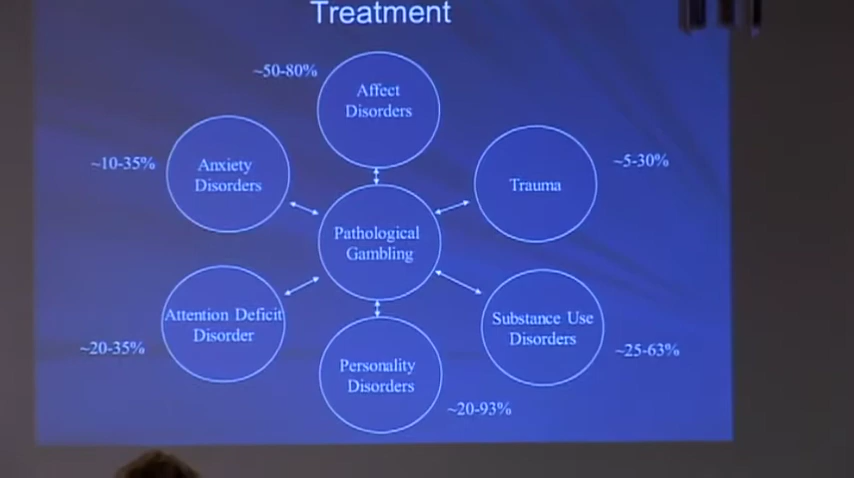 Treatment
~50-80%
Affect
Disorders
~10-35%
Anxiety
Disorders
Trauma
~5-30%
Pathological
Gambling
Attention Deficit
Disorder
~20-35%
Substance Use
Disorders
~25-63%
Personality
Disorders
~20-93%